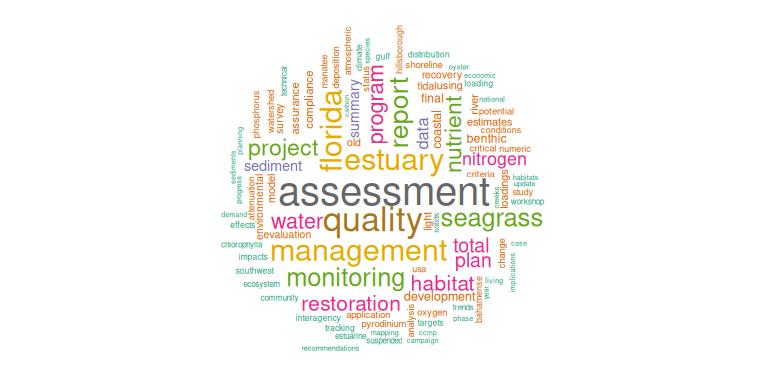 atmospheric
hillsborough
species
climate
deposition
manatee
gulf
distribution
shoreline
oyster
technical
status
recovery
economic
tidal
using
loading
compliance
assurance
carbon
summary
program
report
final
river
national
potential
phosphorus
watershed
survey
florida
old
data
coastal
nutrient
estimates
conditions
benthic
critical
numeric
planning
project
sediment
estuary
nitrogen
criteria
sediments
progress
attenuation
environmental
model
assessment
creeks
loadings
habitats
update
study
workshop
demand
effects
water
quality
light
seagrass
evaluation
chlorophylla
impacts
management
total
plan
change
case
implications
southwest
ecosystem
monitoring
usa
habitat
living
year
community
restoration
development
bahamense
trends
interagency
application
analysis
oxygen
phase
tracking
pyrodinium
targets
estuarine
mapping
ccmp
suspended
campaign
recommendations